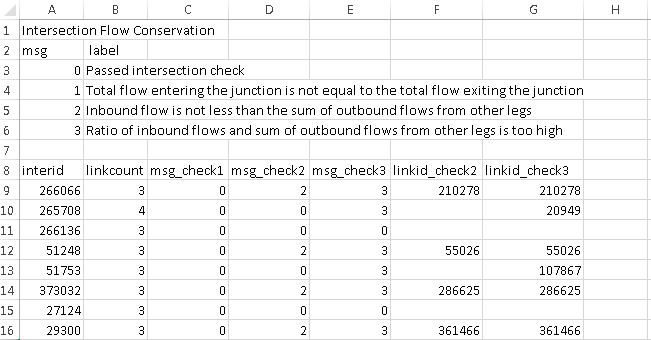 A B C D E F G H
1 Intersection Flow Conservation
2 msg label
3 0 Passed intersection check
4 1 Total flow entering the junction is not equal to the total flow exiting the junction
5 2 Inbound flow is not less than the sum of outbound flows from other legs
6 3 Ratio of inbound flows and sum of outbound flows from other legs is too high
7
8 interid linkcount msg_check1 msg_check2 msg_check3 linkid_check2 linkid_check3
9 266066 3 0 2 3 210278 210278
10 265708 4 0 0 3 20949
11 266136 3 0 0 0
12 51248 3 0 2 3 55026 55026
13 51753 3 0 0 3 107867
14 373032 3 0 2 3 286625 286625
15 27124 3 0 0 0
16 29300 3 0 2 3 361466 361466